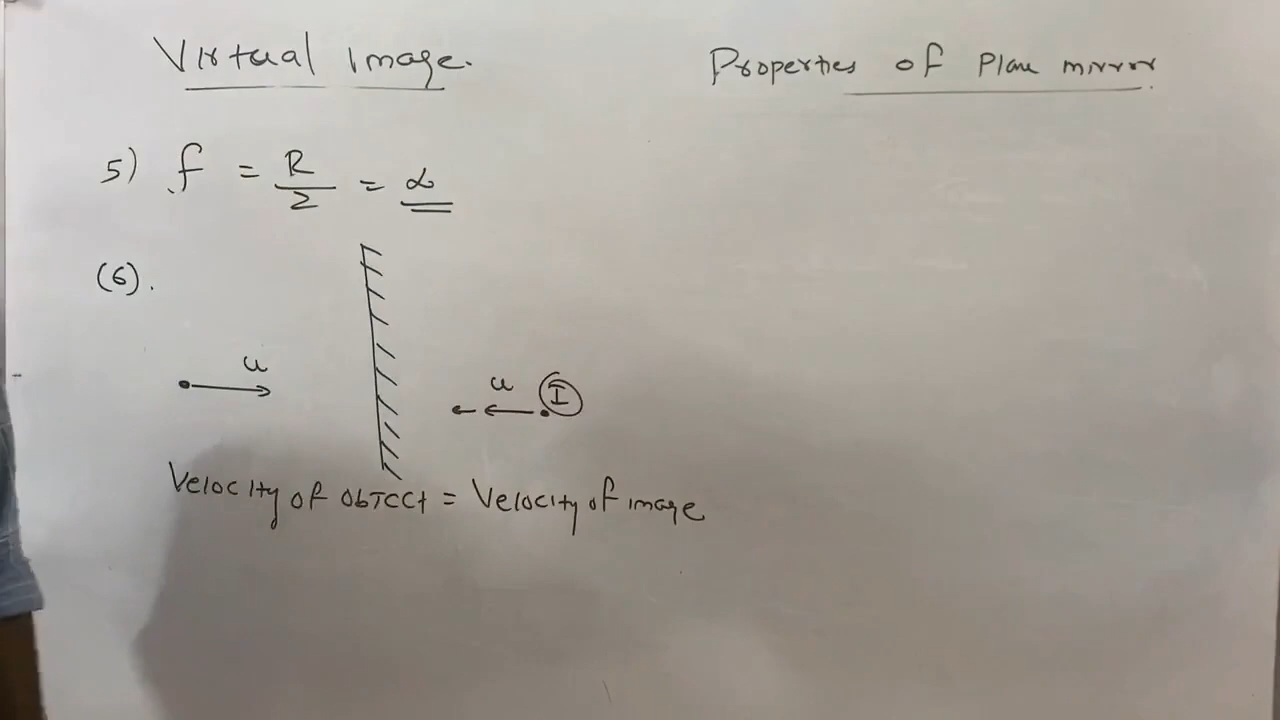 Virtual Image.
Properties of Plane mirror
5) f = R/2 = ∝
(6).
u
u I
Velocity of Object = Velocity of image